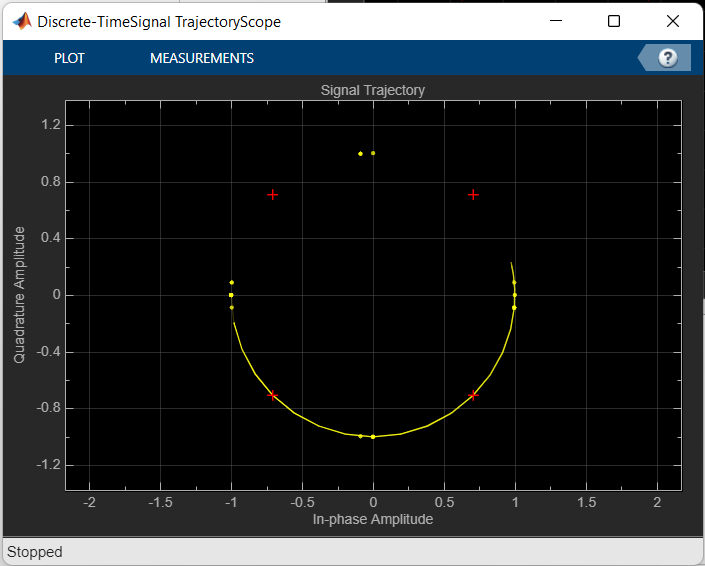 Discrete-TimeSignal TrajectoryScope
PLOT MEASUREMENTS ?
Signal Trajectory
1.2
0.8
0.4
0
-0.4
-0.8
-1.2
Quadrature Amplitude
-2 -1.5 -1 -0.5 0 0.5 1 1.5 2
In-phase Amplitude
Stopped